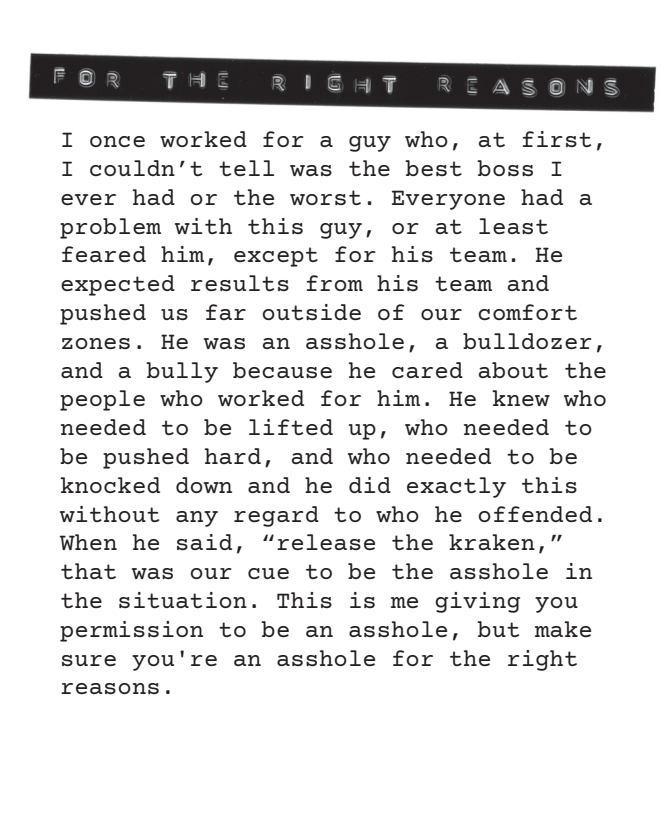 FOR THE RIGHT REASONS
I once worked for a guy who, at first,
I couldn’t tell was the best boss I
ever had or the worst. Everyone had a
problem with this guy, or at least
feared him, except for his team. He
expected results from his team and
pushed us far outside of our comfort
zones. He was an asshole, a bulldozer,
and a bully because he cared about the
people who worked for him. He knew who
needed to be lifted up, who needed to
be pushed hard, and who needed to be
knocked down and he did exactly this
without any regard to who he offended.
When he said, “release the kraken,”
that was our cue to be the asshole in
the situation. This is me giving you
permission to be an asshole, but make
sure you're an asshole for the right
reasons.